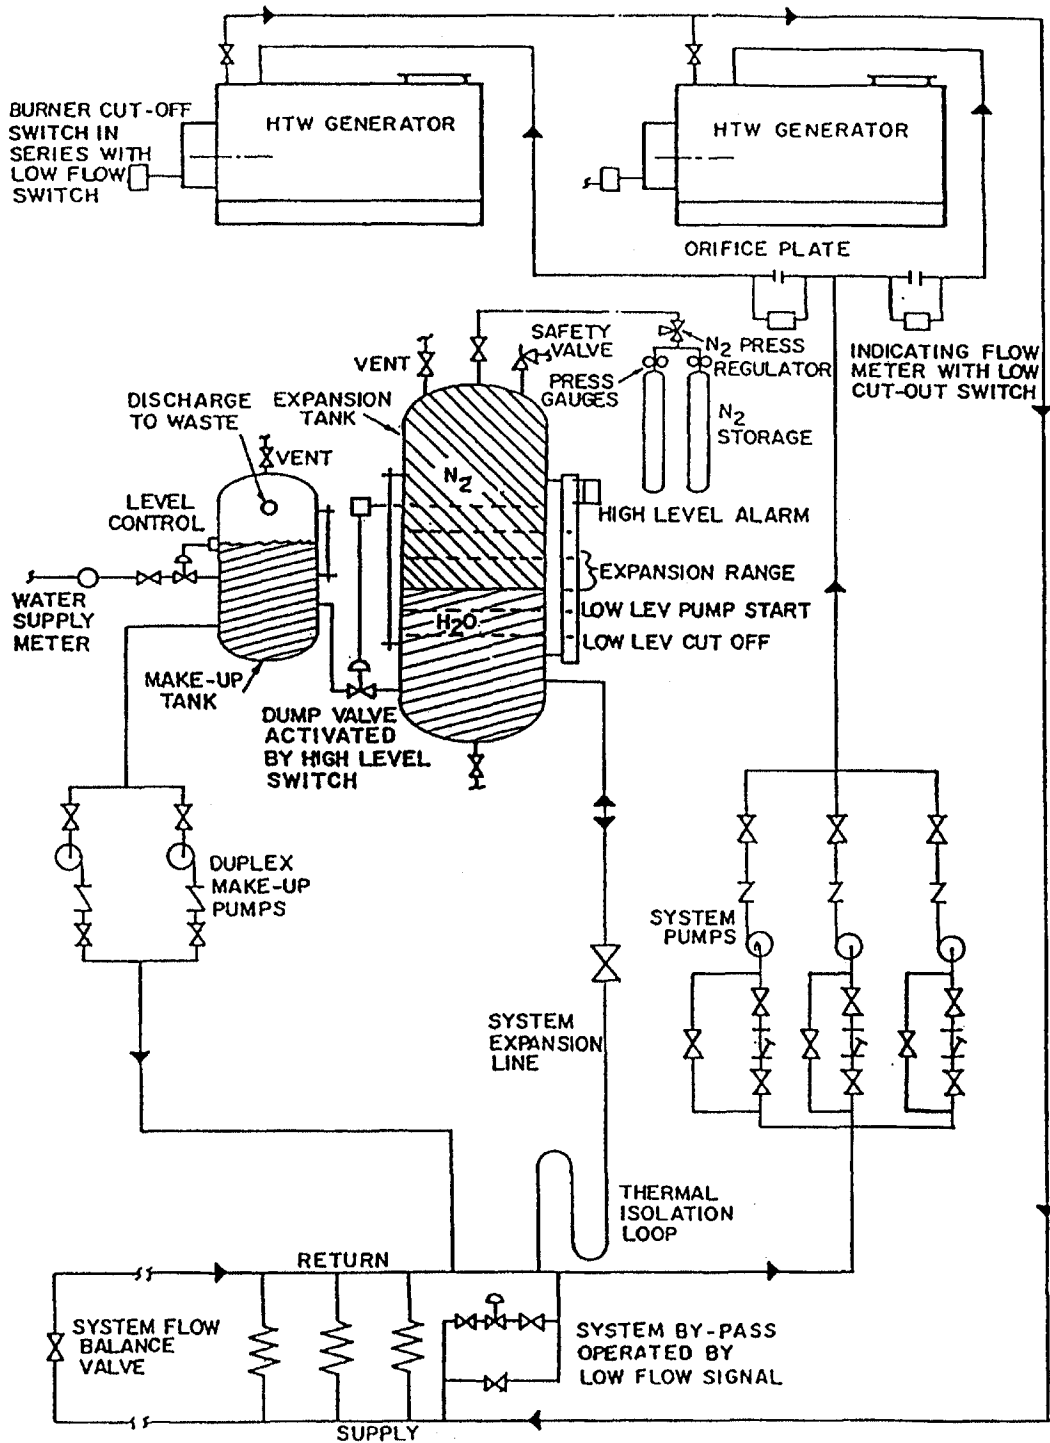 HTW GENERATOR
HTW GENERATOR
BURNER CUT-OFF
SWITCH IN
SERIES WITH
LOW FLOW
SWITCH
ORIFICE PLATE
INDICATING FLOW
METER WITH LOW
CUT-OUT SWITCH
SAFETY
VALVE
VENT
N2 PRESS
REGULATOR
PRESS
GAUGES
N2
STORAGE
DISCHARGE
TO WASTE
EXPANSION
TANK
VENT
LEVEL
CONTROL
N2
HIGH LEVEL ALARM
EXPANSION RANGE
H2O
LOW LEV PUMP START
LOW LEV CUT OFF
WATER
SUPPLY
METER
MAKE-UP
TANK
DUMP VALVE
ACTIVATED
BY HIGH LEVEL
SWITCH
DUPLEX
MAKE-UP
PUMPS
SYSTEM
PUMPS
SYSTEM
EXPANSION
LINE
THERMAL
ISOLATION
LOOP
RETURN
SYSTEM FLOW
BALANCE
VALVE
SYSTEM BY-PASS
OPERATED BY
LOW FLOW SIGNAL
SUPPLY